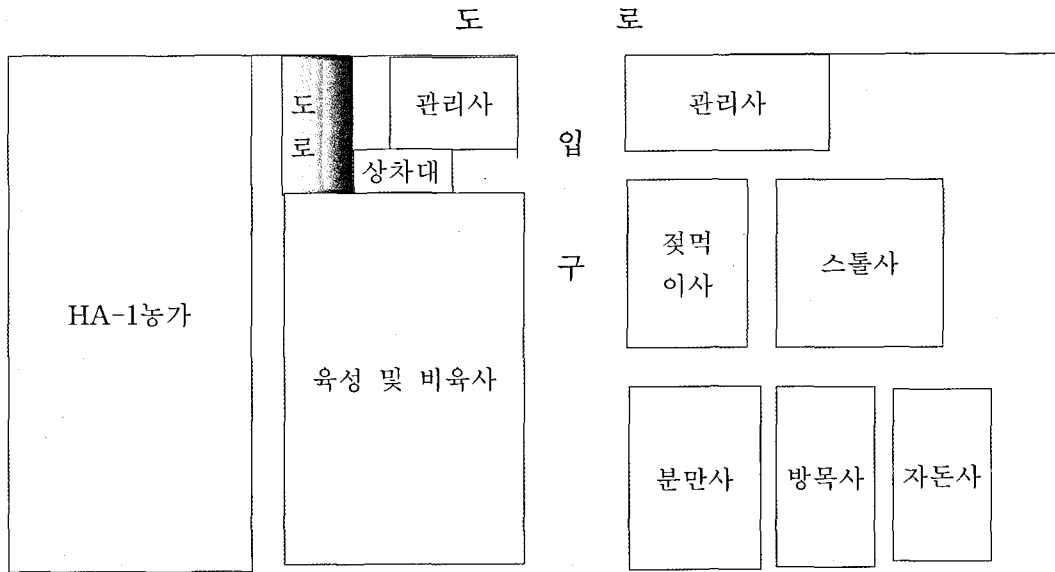 도 로
도
로
관리사
상차대
입
구
관리사
젖먹
이사
스톨사
HA-1농가
육성 및 비육사
분만사
방목사
자돈사